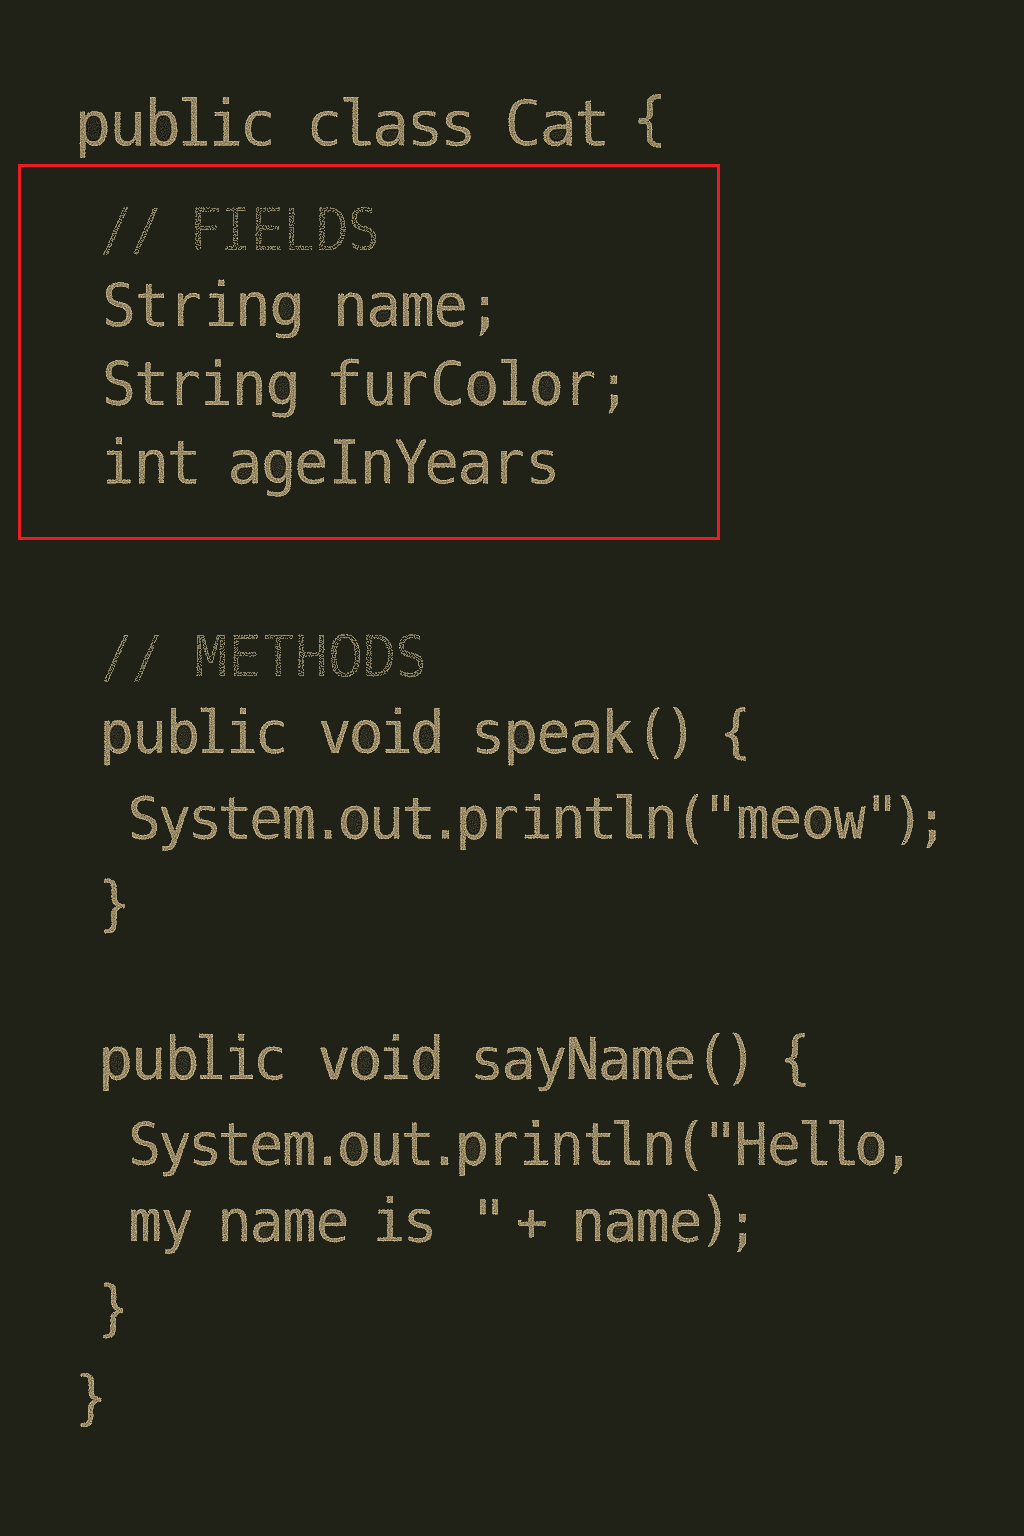 public class Cat {
// FIELDS
String name;
String furColor;
int ageInYears
// METHODS
public void speak() {
System.out.println("meow");
}
public void sayName() {
System.out.println("Hello,
my name is "+ name);
}
}